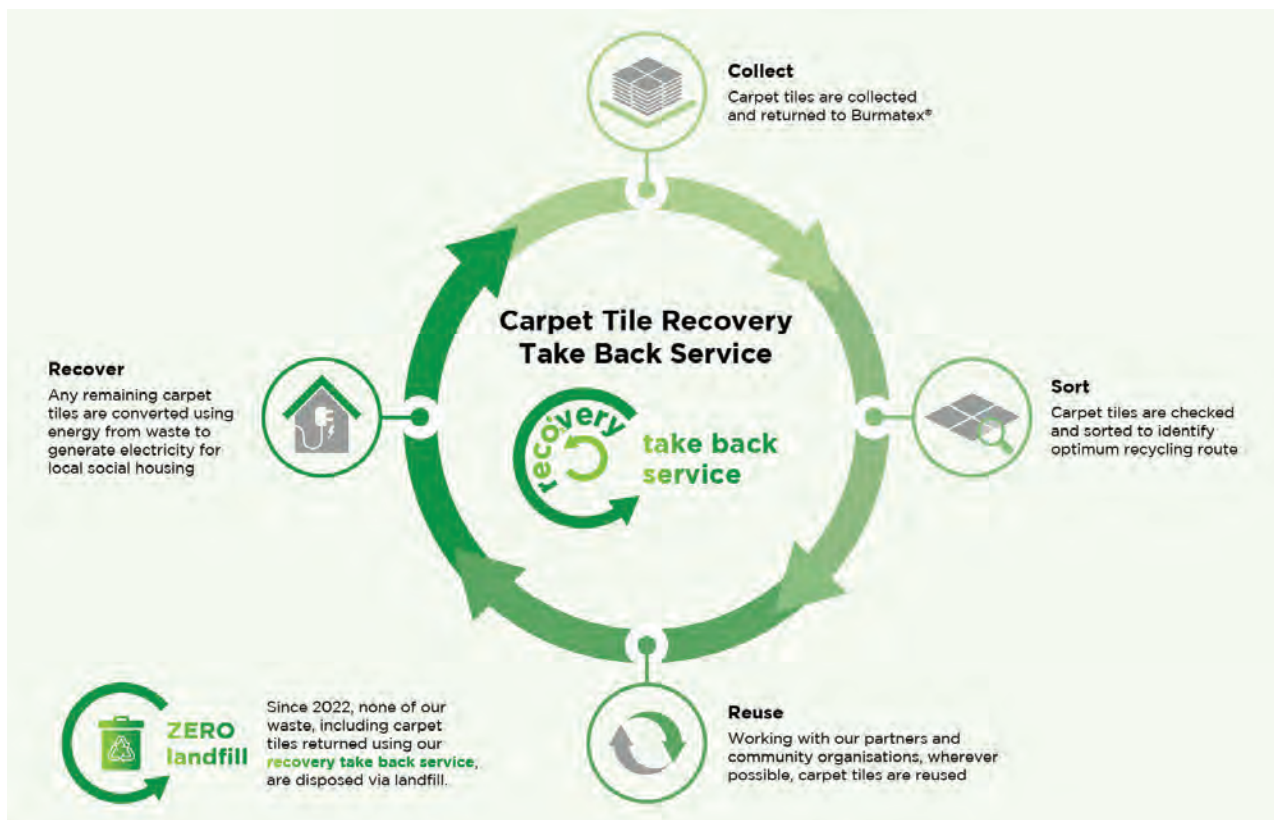 Collect
Carpet tiles are collected
and returned to Burmatex®
Carpet Tile Recovery
Take Back Service
recovery
take back
service
Sort
Carpet tiles are checked
and sorted to identify
optimum recycling route
Recover
Any remaining carpet
tiles are converted using
energy from waste to
generate electricity for
local social housing
Reuse
Working with our partners and
community organisations, wherever
possible, carpet tiles are reused
ZERO
landfill
Since 2022, none of our
waste, including carpet
tiles returned using our
recovery take back service,
are disposed via landfill.